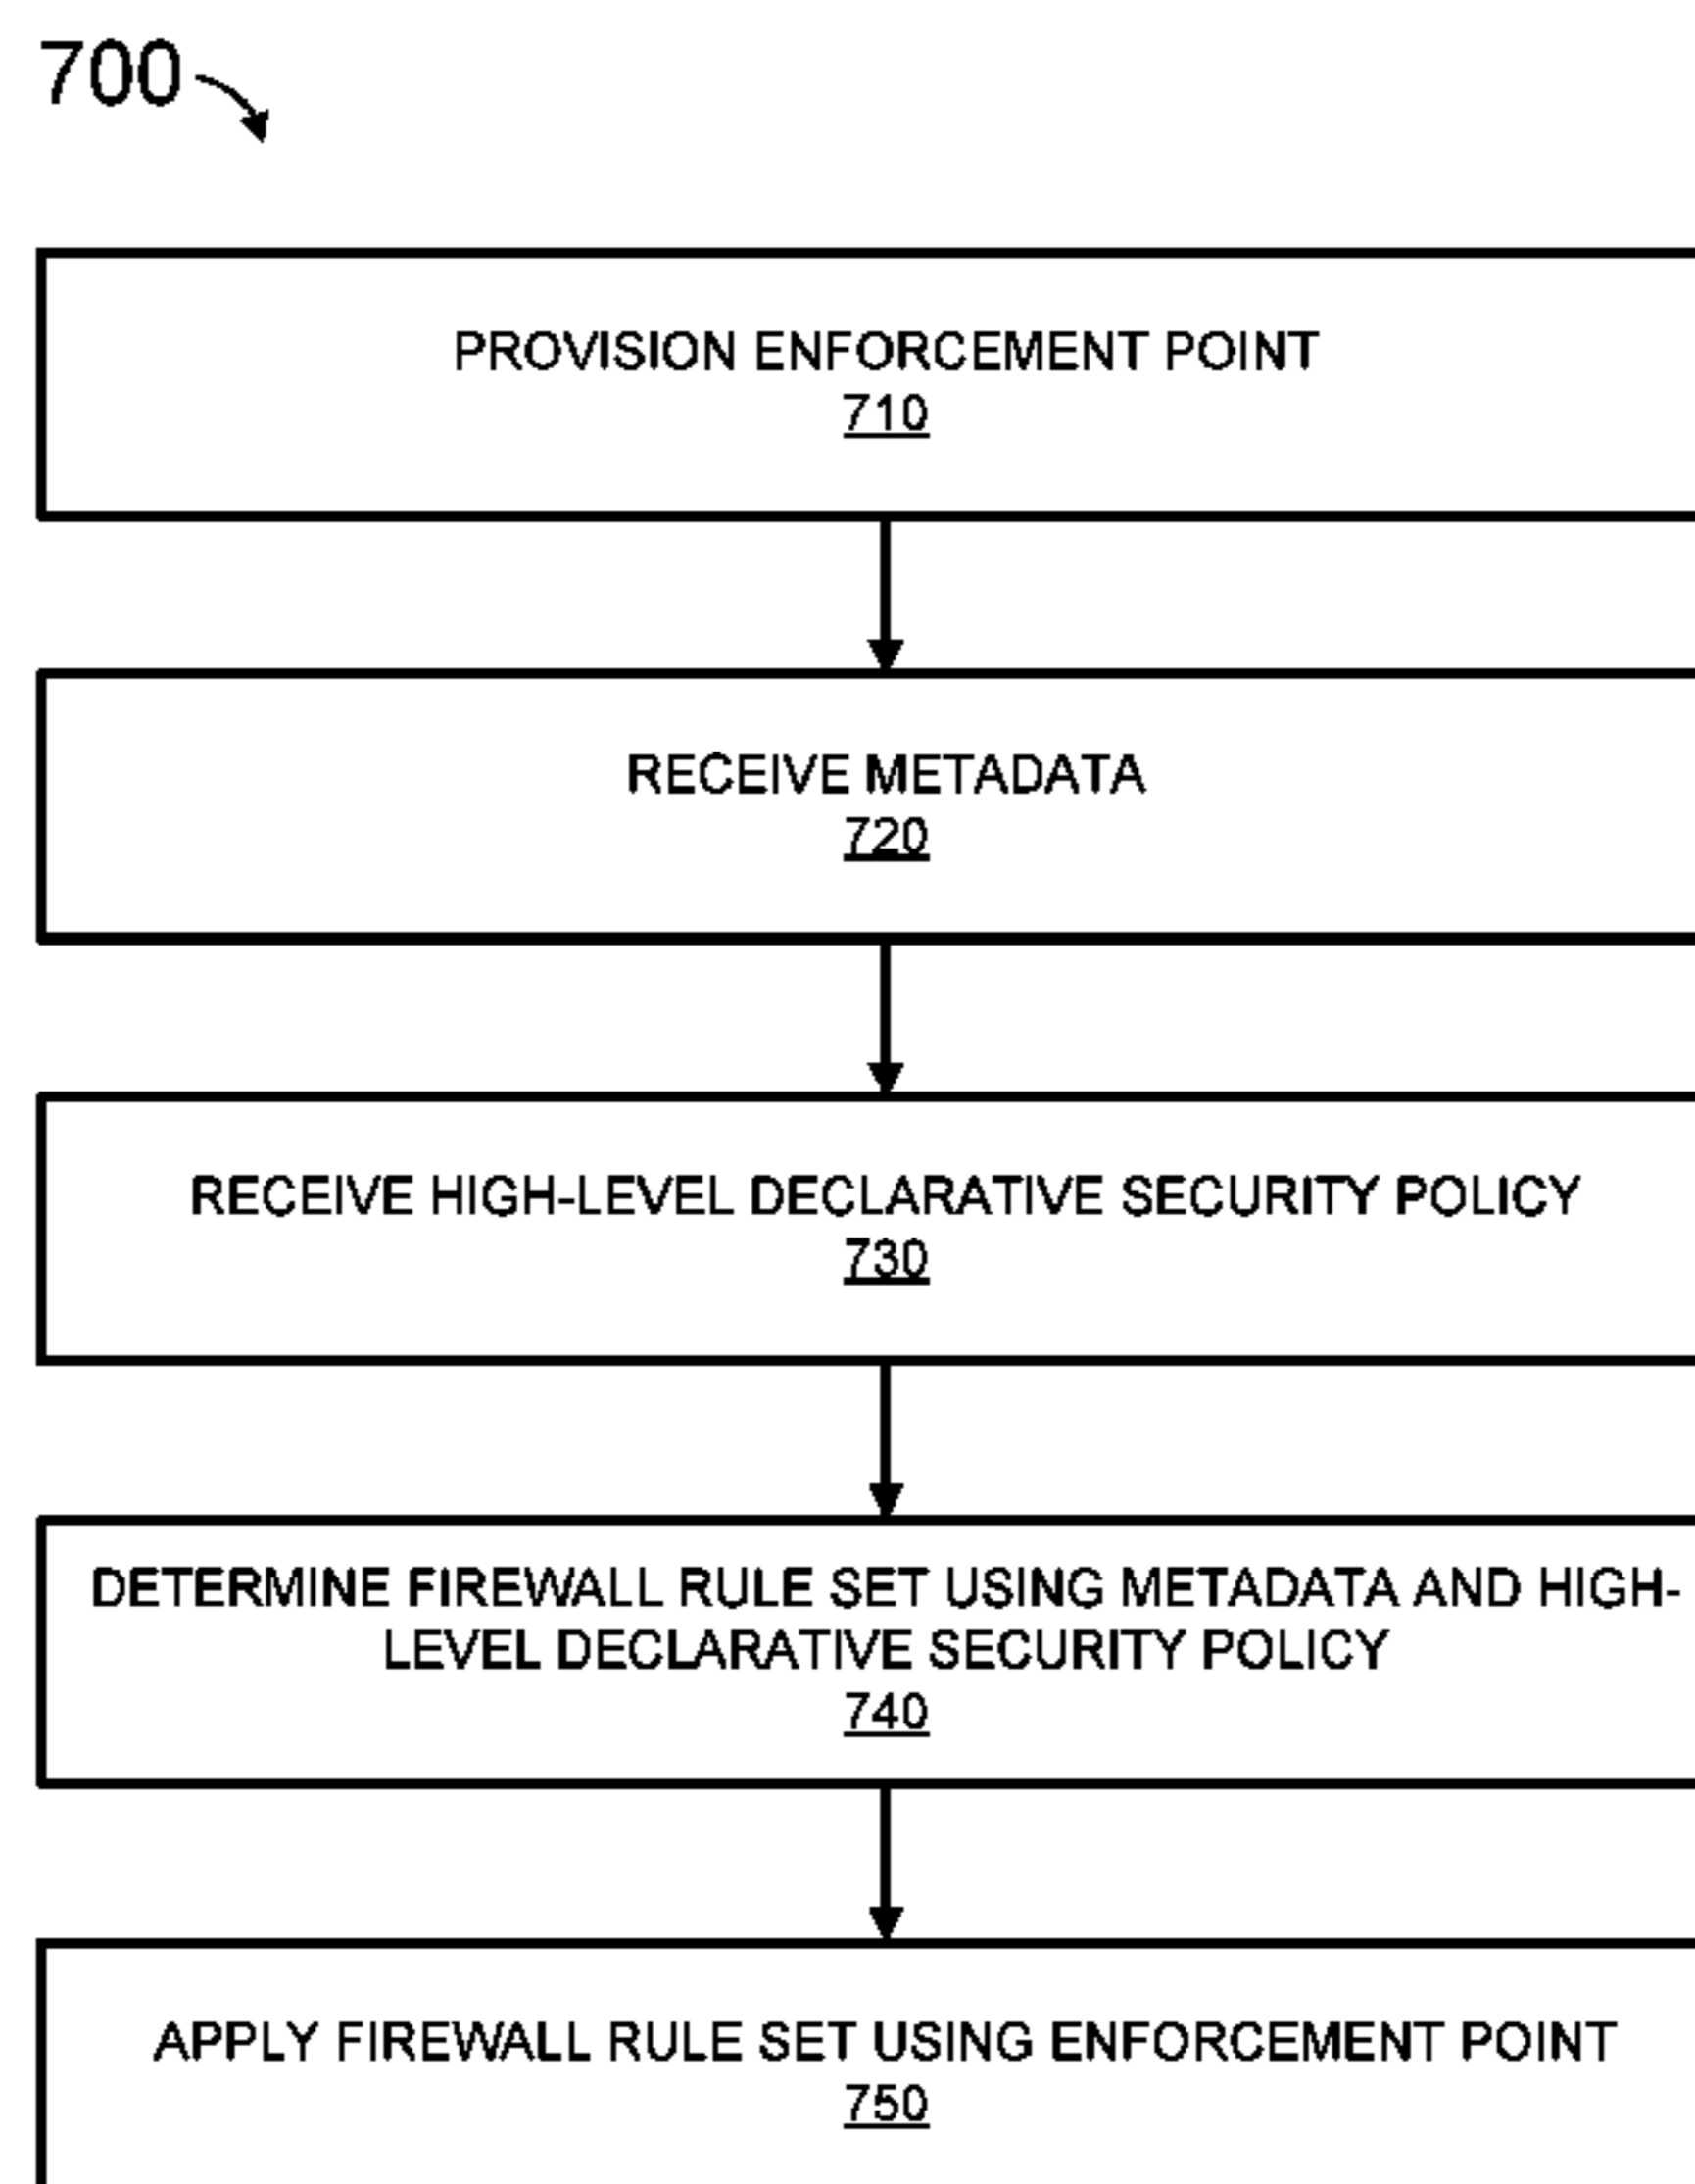 700
PROVISION ENFORCEMENT POINT
710
RECEIVE METADATA
720
RECEIVE HIGH-LEVEL DECLARATIVE SECURITY POLICY
730
DETERMINE FIREWALL RULE SET USING METADATA AND HIGH-
LEVEL DECLARATIVE SECURITY POLICY
740
APPLY FIREWALL RULE SET USING ENFORCEMENT POINT
750